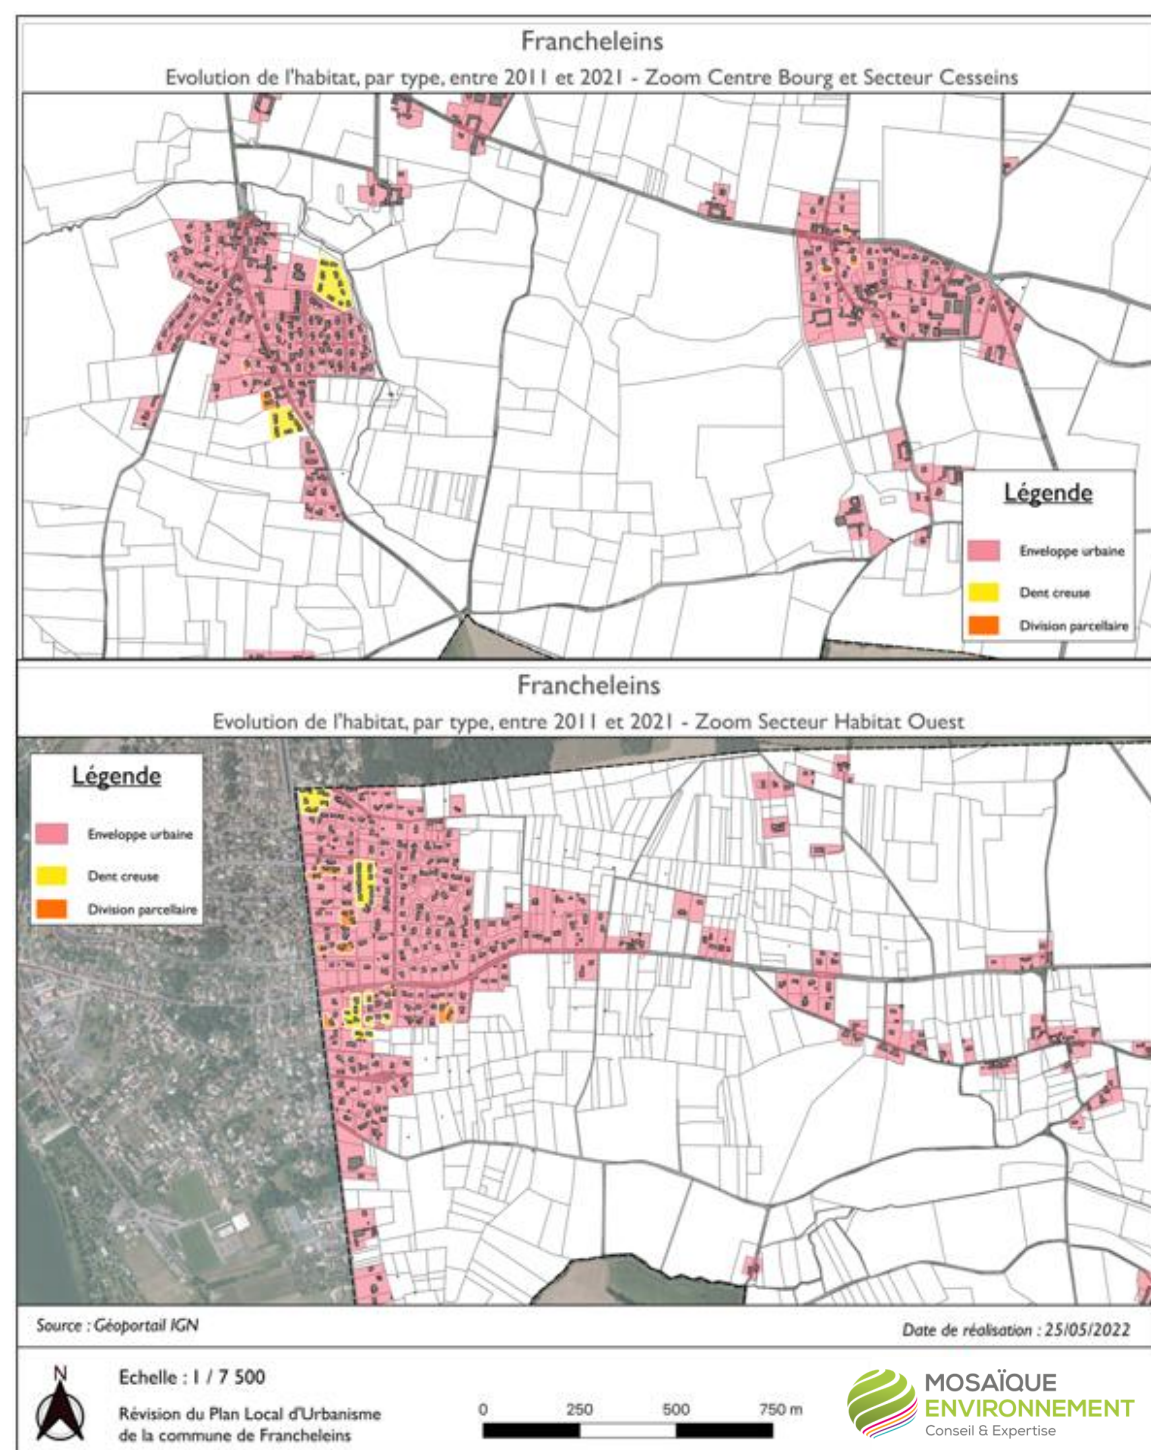 Francheleins
Evolution de l'habitat, par type, entre 2011 et 2021 - Zoom Centre Bourg et Secteur Cesseins
Légende
Enveloppe urbaine
Dent creuse
Division parcellaire
Francheleins
Evolution de l'habitat, par type, entre 2011 et 2021 - Zoom Secteur Habitat Ouest
Légende
Enveloppe urbaine
Dent creuse
Division parcellaire
Source : Géoportail IGN
Date de réalisation : 25/05/2022
N
Echelle : 1 / 7 500
Révision du Plan Local d'Urbanisme
de la commune de Francheleins
0 250 500 750 m
MOSAÏQUE
ENVIRONNEMENT
Conseil & Expertise